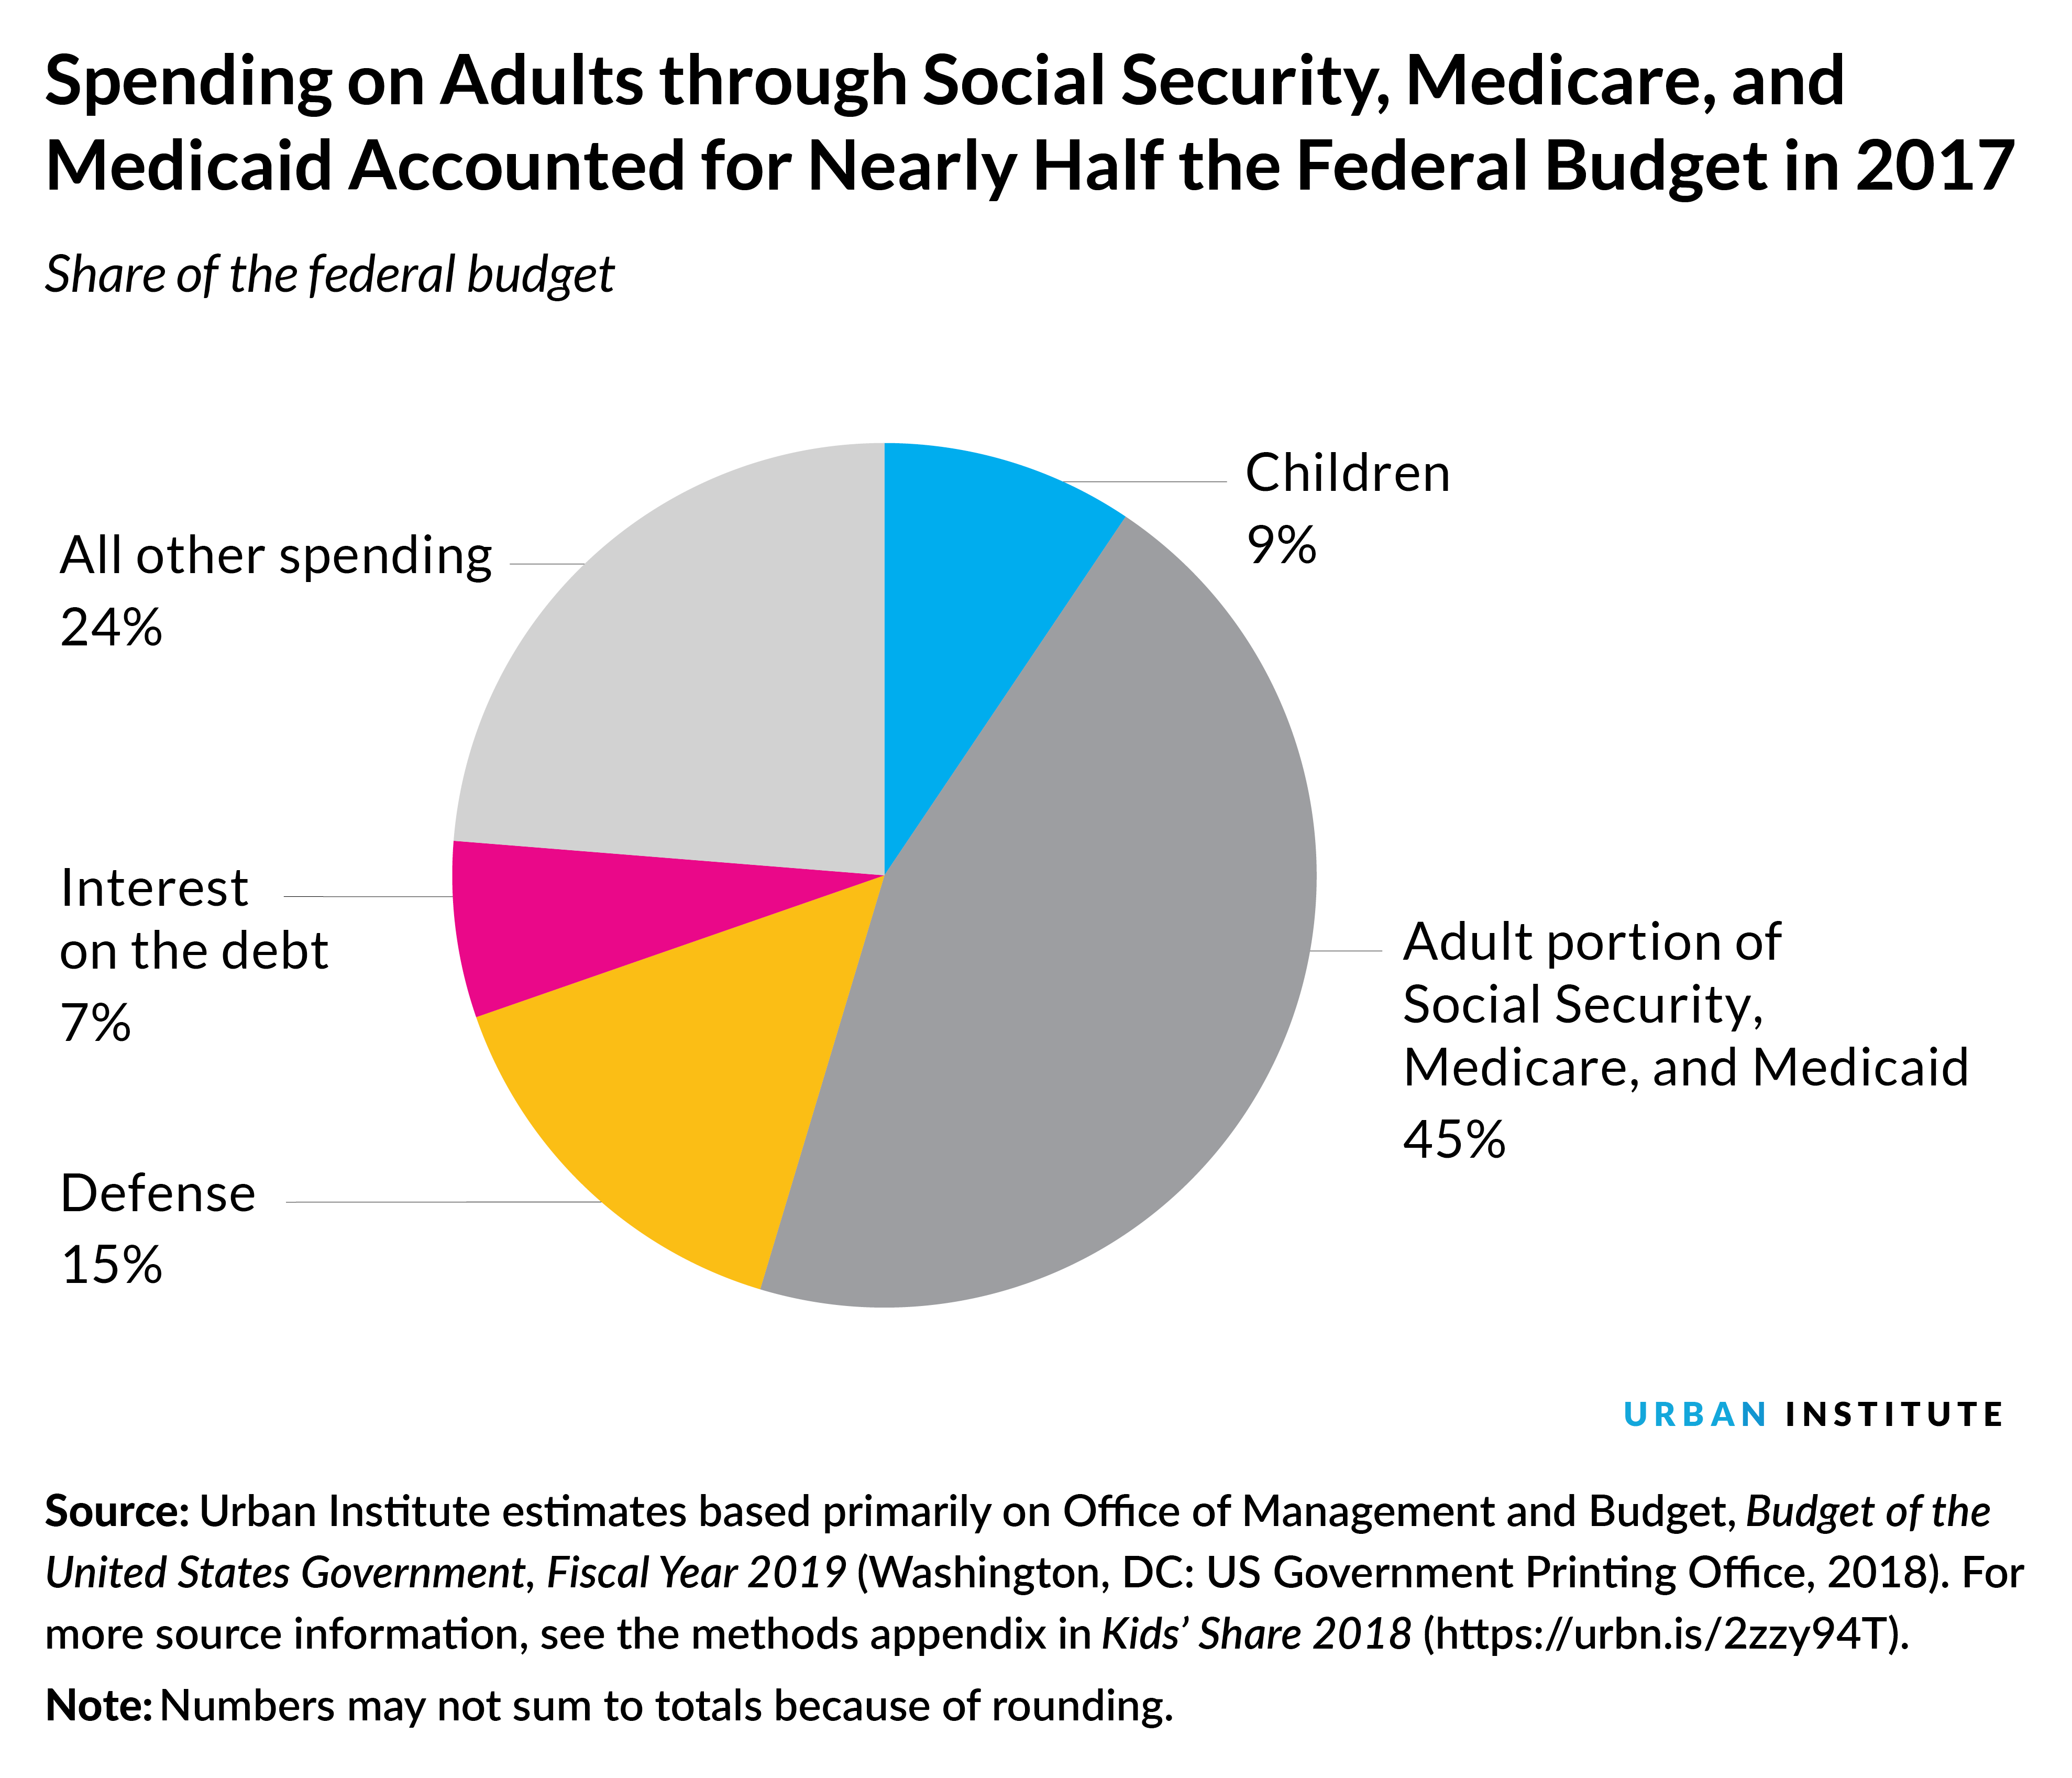 Spending on Adults through Social Security, Medicare, and
Medicaid Accounted for Nearly Half the Federal Budget in 2017
Share of the federal budget
Children
9%
All other spending
24%
Interest
on the debt
7%
Adult portion of
Social Security,
Medicare, and Medicaid
45%
Defense
15%
URBAN INSTITUTE
Source: Urban Institute estimates based primarily on Office of Management and Budget, Budget of the
United States Government, Fiscal Year 2019 (Washington, DC: US Government Printing Office, 2018). For
more source information, see the methods appendix in Kids’ Share 2018 (https://urbn.is/2zzy94T).
Note: Numbers may not sum to totals because of rounding.